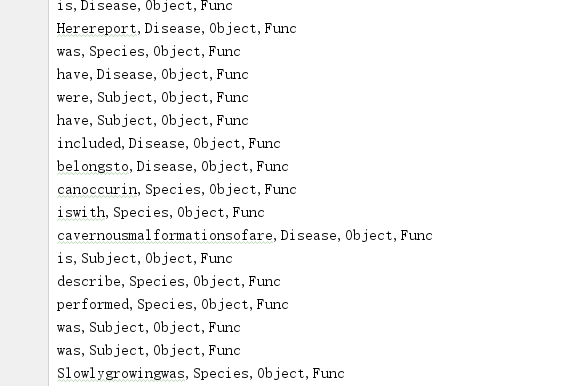 is,Disease,Object,Func
Herereport,Disease,Object,Func
was,Species,Object,Func
have,Disease,Object,Func
were,Subject,Object,Func
have,Subject,Object,Func
included,Disease,Object,Func
belongsto,Disease,Object,Func
canoccurin,Species,Object,Func
iswith,Species,Object,Func
cavernousmalformationsofare,Disease,Object,Func
is,Subject,Object,Func
describe,Species,Object,Func
performed,Species,Object,Func
was,Subject,Object,Func
was,Subject,Object,Func
Slowlygrowingwas,Species,Object,Func